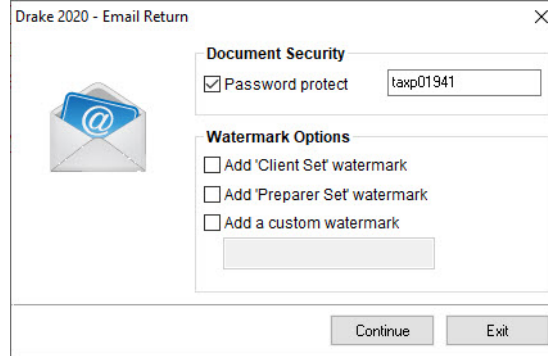 Drake 2020 - Email Return
Document Security
Password protect
taxp01941
Watermark Options
Add 'Client Set' watermark
Add 'Preparer Set' watermark
Add a custom watermark
Continue
Exit